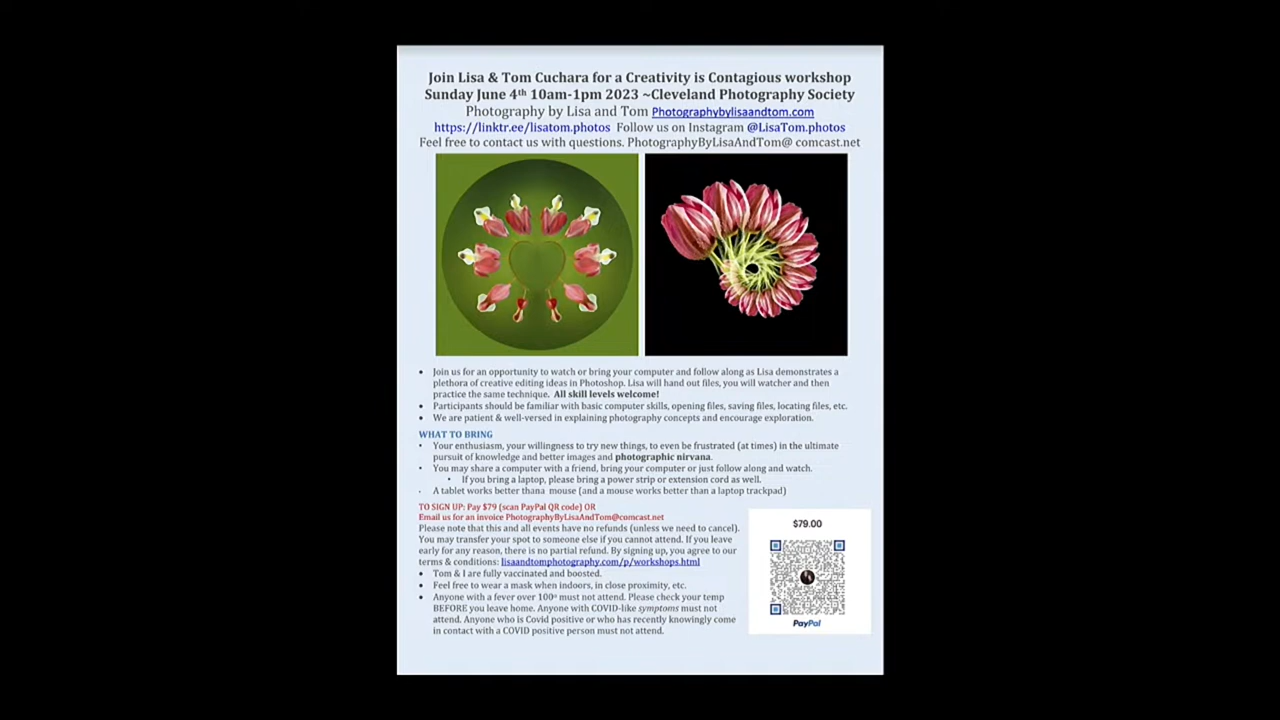 Join Lisa & Tom Cuchara for a Creativity is Contagious workshop
Sunday June 4th 10am-1pm 2023 ~Cleveland Photography Society
Photography by Lisa and Tom Photographybylisaandtom.com
https://linktr.ee/lisatom.photos Follow us on Instagram @LisaTom.photos
Feel free to contact us with questions. PhotographyByLisaAndTom@ comcast.net
• Join us for an opportunity to watch or bring your computer and follow along as Lisa demonstrates a
plethora of creative editing ideas in Photoshop. Lisa will hand out files, you will watcher and then
practice the same technique. All skill levels welcome!
• Participants should be familiar with basic computer skills, opening files, saving files, locating files, etc.
• We are patient & well-versed in explaining photography concepts and encourage exploration.
WHAT TO BRING
• Your enthusiasm, your willingness to try new things, to even be frustrated (at times) in the ultimate
pursuit of knowledge and better images and photographic nirvana.
• You may share a computer with a friend, bring your computer or just follow along and watch.
• If you bring a laptop, please bring a power strip or extension cord as well.
· A tablet works better thana mouse (and a mouse works better than a laptop trackpad)
TO SIGN UP: Pay $79 (scan PayPal QR code) OR
Email us for an invoice PhotographyByLisaAndTom@comcast.net
Please note that this and all events have no refunds (unless we need to cancel).
You may transfer your spot to someone else if you cannot attend. If you leave
early for any reason, there is no partial refund. By signing up, you agree to our
terms & conditions: lisaandtomphotography.com/p/workshops.html
• Tom & I are fully vaccinated and boosted.
• Feel free to wear a mask when indoors, in close proximity, etc.
• Anyone with a fever over 100° must not attend. Please check your temp
BEFORE you leave home. Anyone with COVID-like symptoms must not
attend. Anyone who is Covid positive or who has recently knowingly come
in contact with a COVID positive person must not attend.
$79.00
PayPal